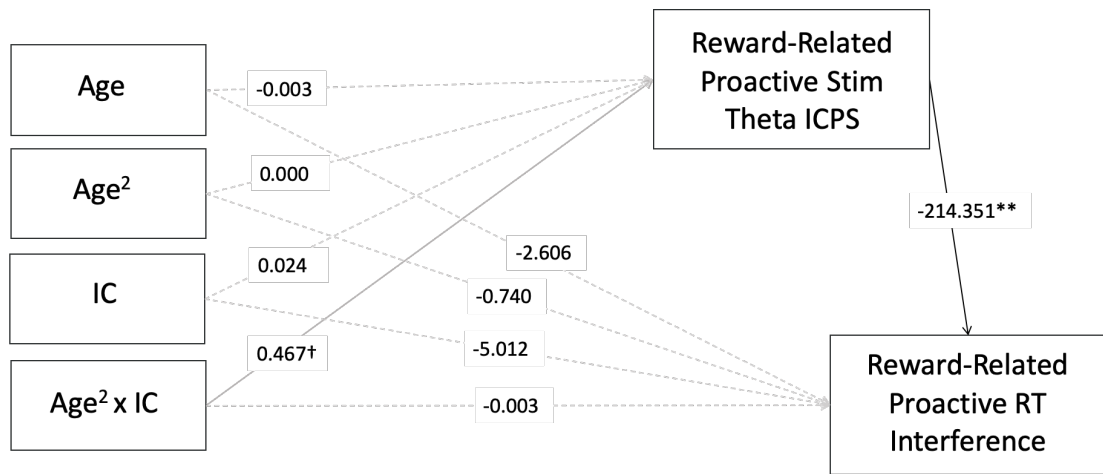 Reward-Related
Proactive Stim
Theta ICPS
Age
-0.003
Age²
0.000
-214.351**
IC
0.024
-2.606
-0.740
Age² x IC
0.467†
-5.012
-0.003
Reward-Related
Proactive RT
Interference